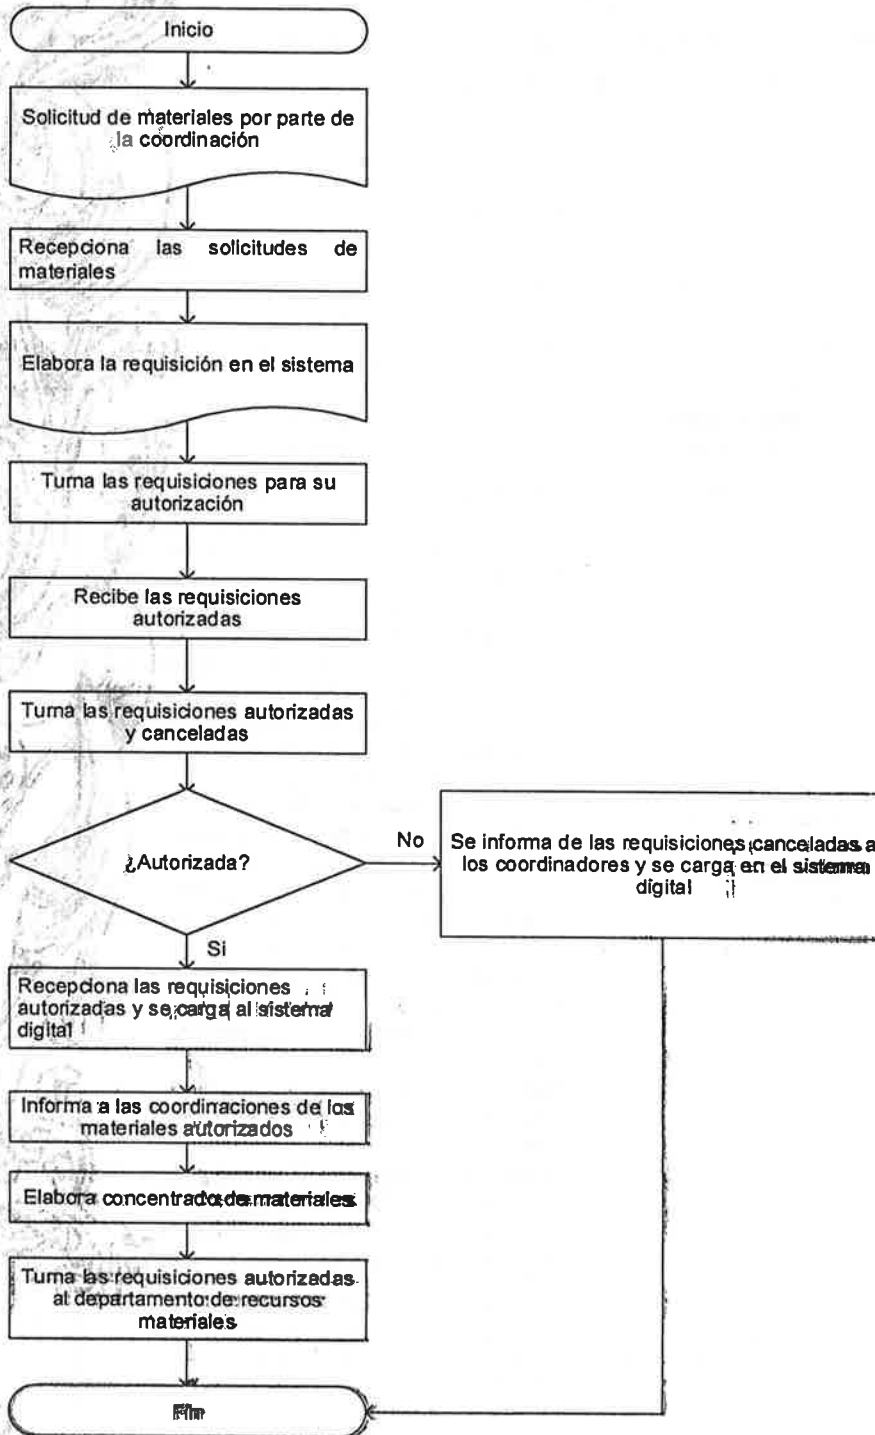 Inicio
Solicitud de materiales por parte de
la coordinación
Recepciona las solicitudes de
materiales
Elabora la requisición en el sistema
Turna las requisiciones para su
autorización
Recibe las requisiciones
autorizadas
Turna las requisiciones autorizadas
y canceladas
¿Autorizada?
No
Se informa de las requisiciones canceladas a
los coordinadores y se carga en el sistema
digital
Si
Recepciona las requisiciones
autorizadas y se carga al sistema
digital
Informa a las coordinaciones de los
materiales autorizados
Elabora concentrado de materiales
Turna las requisiciones autorizadas
al departamento de recursos
materiales
Fin